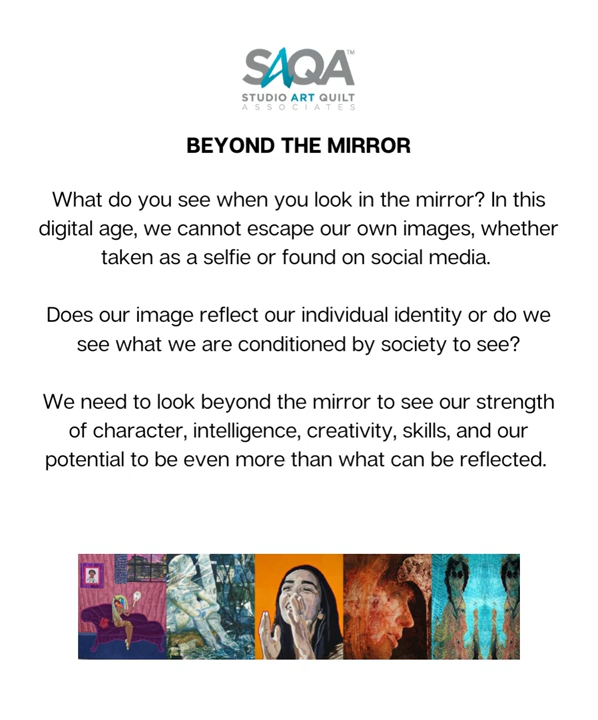 SAQA™
STUDIO ART QUILT
ASSOCIATES
BEYOND THE MIRROR
What do you see when you look in the mirror? In this
digital age, we cannot escape our own images, whether
taken as a selfie or found on social media.
Does our image reflect our individual identity or do we
see what we are conditioned by society to see?
We need to look beyond the mirror to see our strength
of character, intelligence, creativity, skills, and our
potential to be even more than what can be reflected.